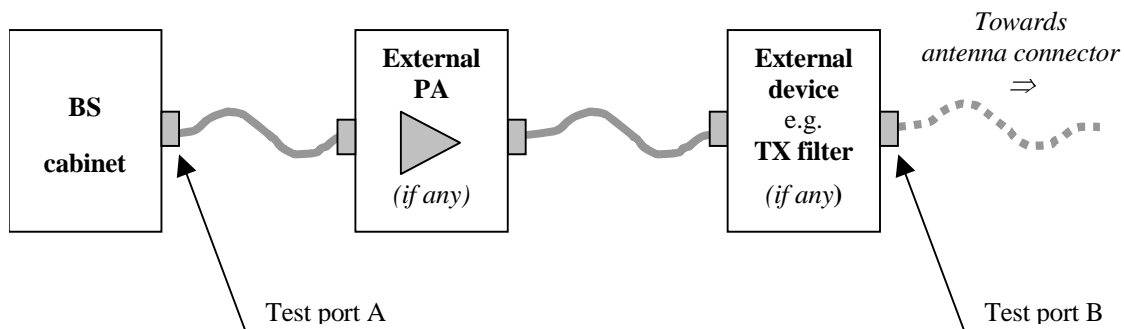 BS
cabinet
External
PA
(if any)
External
device
e.g.
TX filter
(if any)
Towards
antenna connector
⇒
Test port A
Test port B